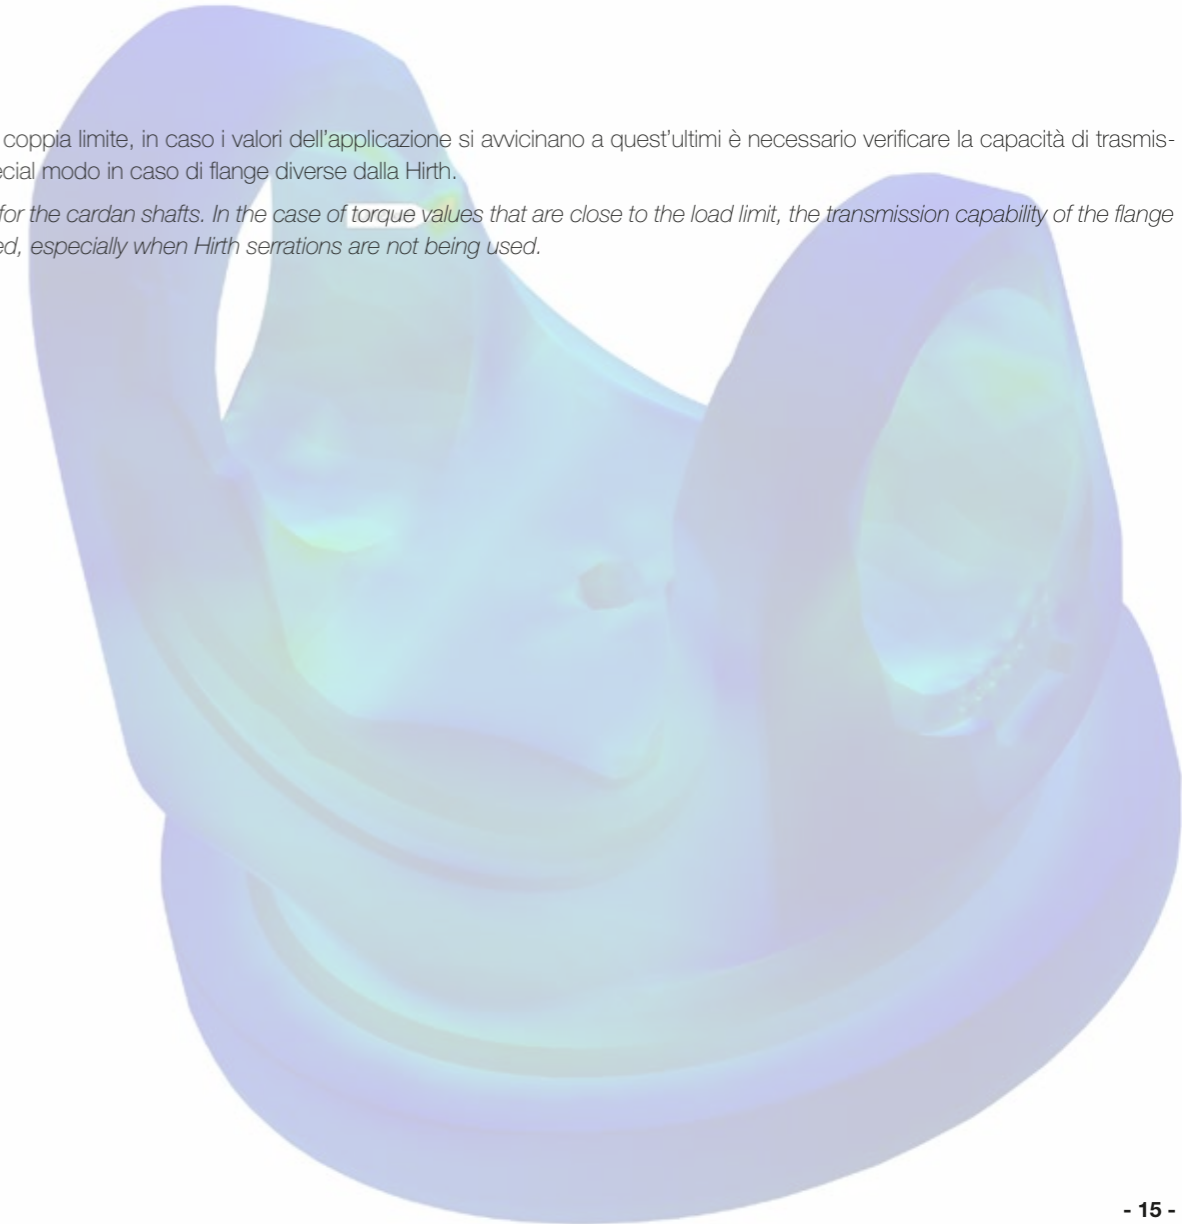 coppia limite, in caso i valori dell'applicazione si avvicinano a quest'ultimi è necessario verificare la capacità di trasmis-
ecial modo in caso di flange diverse dalla Hirth.
for the cardan shafts. In the case of torque values that are close to the load limit, the transmission capability of the flange
ed, especially when Hirth serrations are not being used.
- 15 -